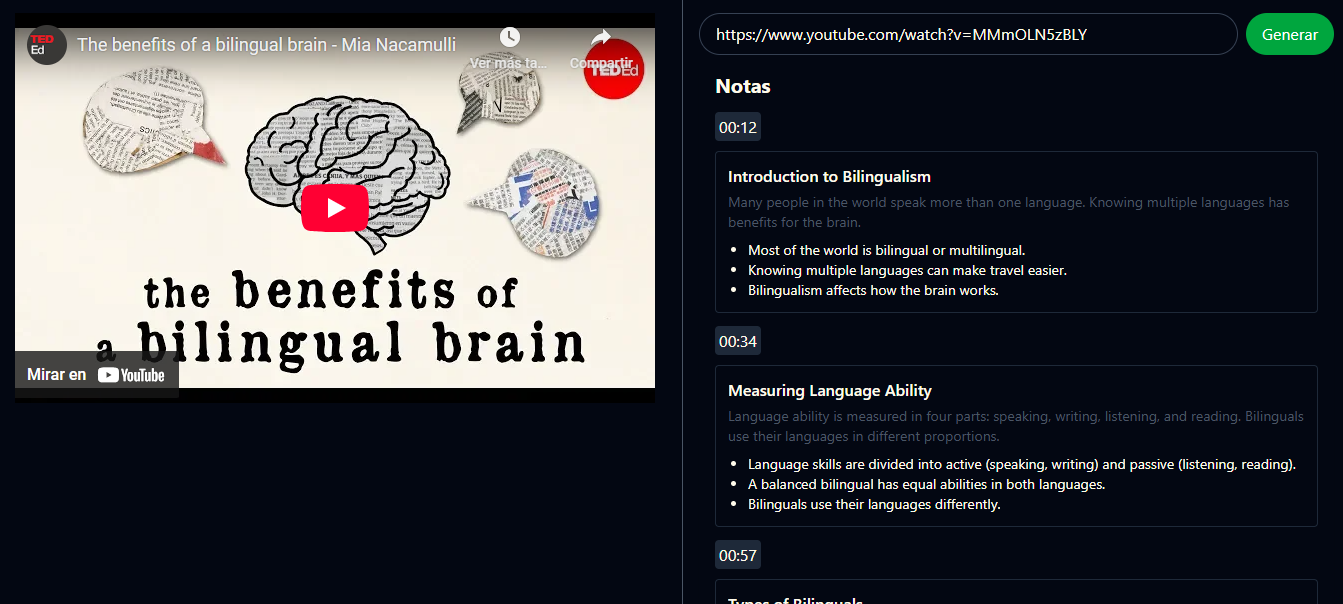 TED
Ed
The benefits of a bilingual brain - Mia Nacamulli
Ver más ta...
Compartir
TEDEd
the benefits of
a bilingual brain
Mirar en YouTube
https://www.youtube.com/watch?v=MMmOLN5zBLY
Generar
Notas
00:12
Introduction to Bilingualism
Many people in the world speak more than one language. Knowing multiple languages has
benefits for the brain.
• Most of the world is bilingual or multilingual.
• Knowing multiple languages can make travel easier.
• Bilingualism affects how the brain works.
00:34
Measuring Language Ability
Language ability is measured in four parts: speaking, writing, listening, and reading. Bilinguals
use their languages in different proportions.
• Language skills are divided into active (speaking, writing) and passive (listening, reading).
• A balanced bilingual has equal abilities in both languages.
• Bilinguals use their languages differently.
00:57
Types of Bilinguals